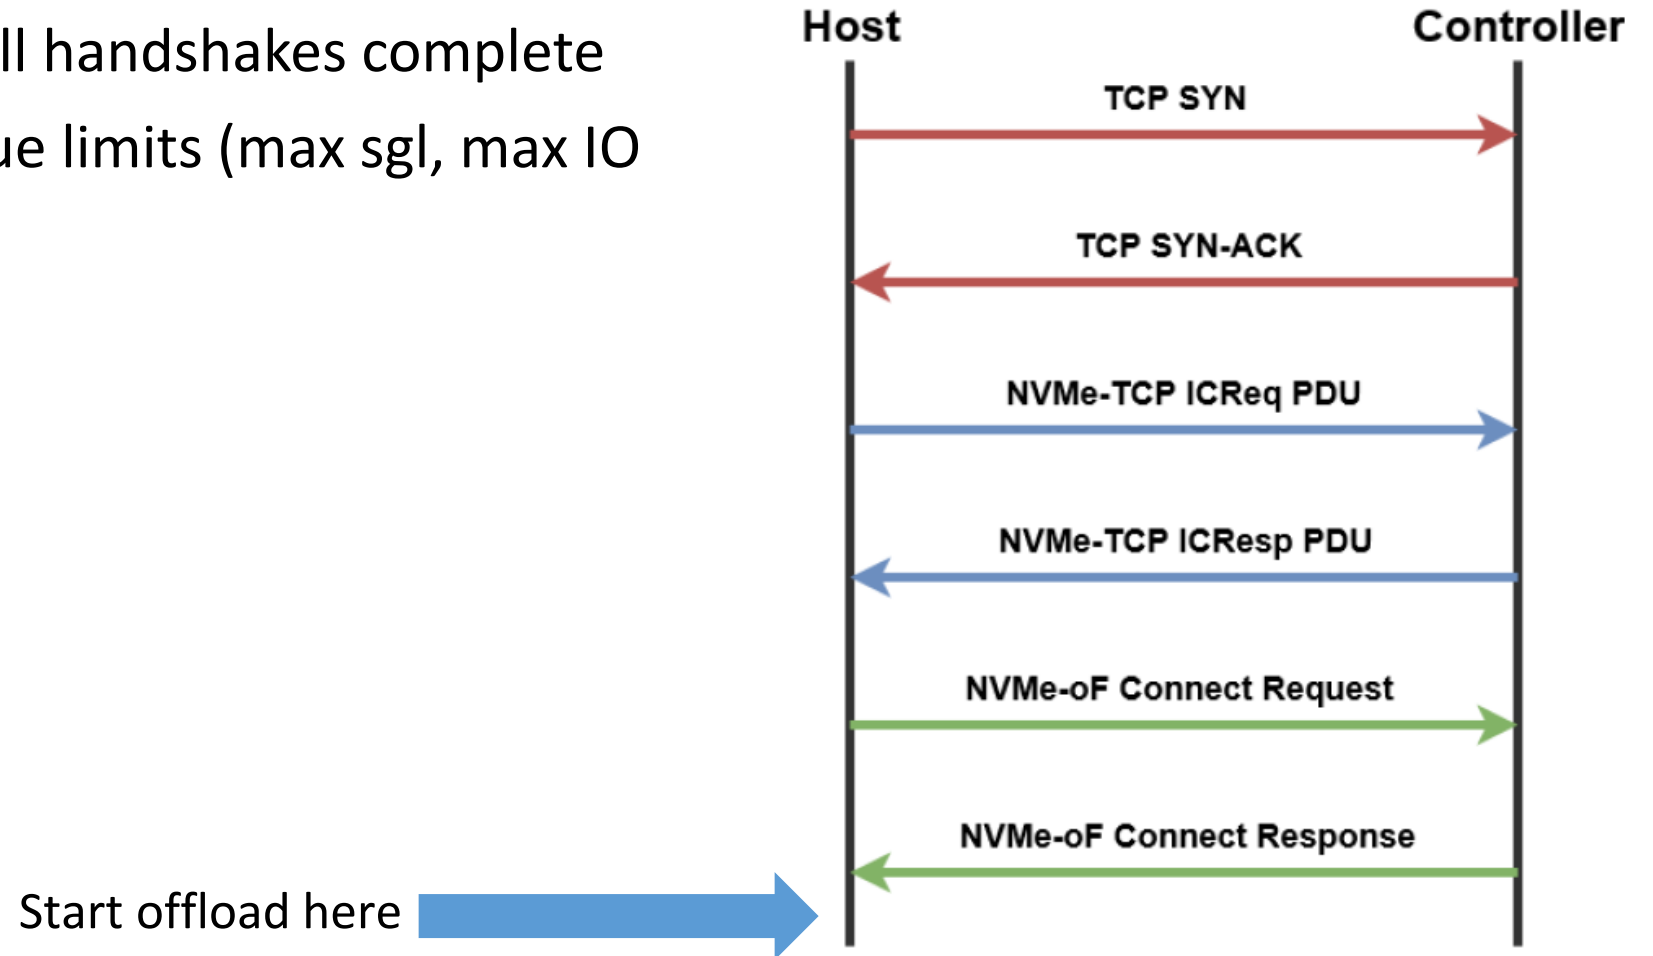 ll handshakes complete
ue limits (max sgl, max IO
Host
Controller
TCP SYN
TCP SYN-ACK
NVMe-TCP ICReq PDU
NVMe-TCP ICResp PDU
NVMe-oF Connect Request
NVMe-oF Connect Response
Start offload here